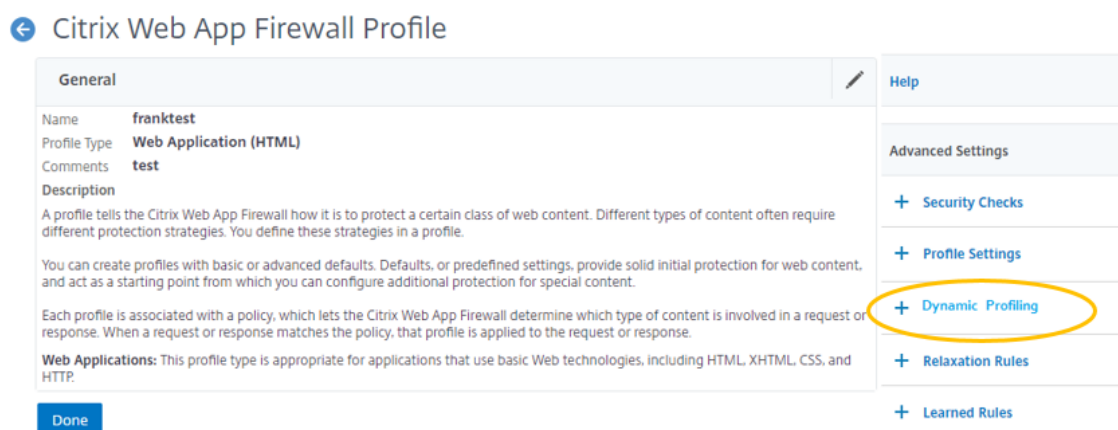 Citrix Web App Firewall Profile
General
Name franktest
Profile Type Web Application (HTML)
Comments test
Description
A profile tells the Citrix Web App Firewall how it is to protect a certain class of web content. Different types of content often require
different protection strategies. You define these strategies in a profile.
You can create profiles with basic or advanced defaults. Defaults, or predefined settings, provide solid initial protection for web content,
and act as a starting point from which you can configure additional protection for special content.
Each profile is associated with a policy, which lets the Citrix Web App Firewall determine which type of content is involved in a request or
response. When a request or response matches the policy, that profile is applied to the request or response.
Web Applications: This profile type is appropriate for applications that use basic Web technologies, including HTML, XHTML, CSS, and
HTTP.
Done
Help
Advanced Settings
+ Security Checks
+ Profile Settings
+ Dynamic Profiling
+ Relaxation Rules
+ Learned Rules